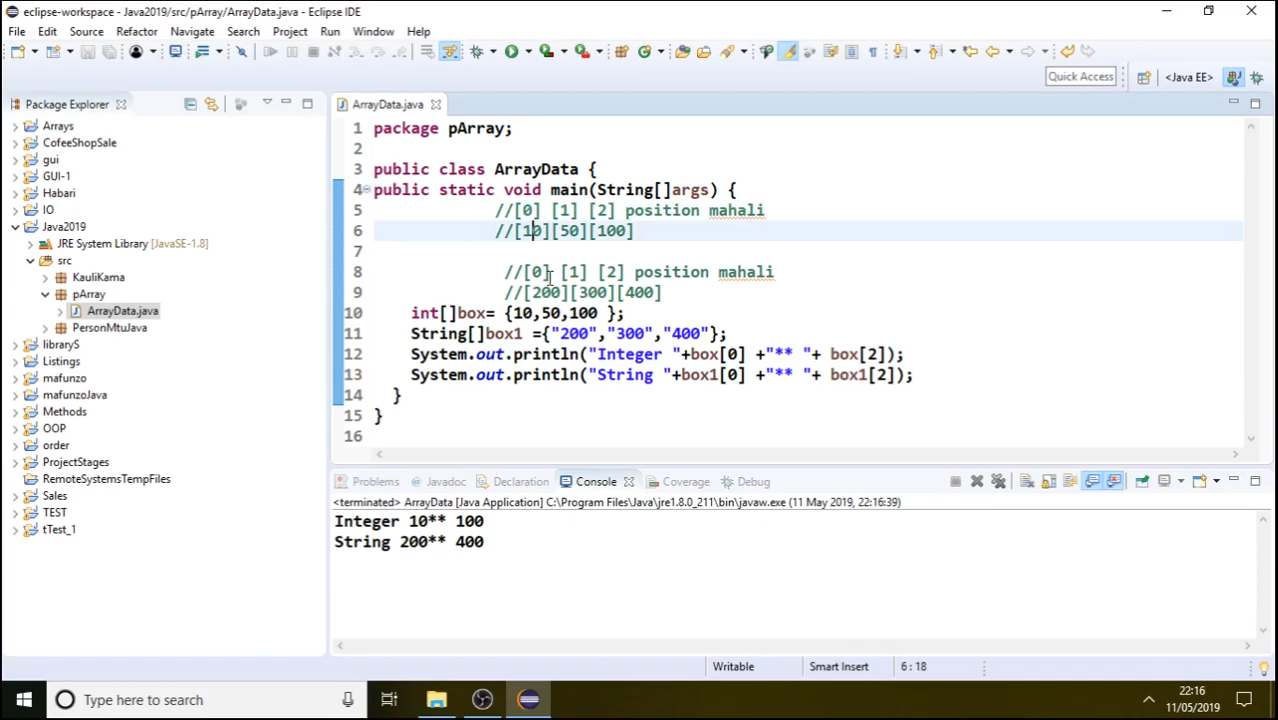 eclipse-workspace - Java2019/src/pArray/ArrayData.java - Eclipse IDE
File Edit Source Refactor Navigate Search Project Run Window Help
Quick Access
<Java EE>
Package Explorer
Arrays
CofeeShopSale
gui
GUI-1
Habari
IO
Java2019
JRE System Library [JavaSE-1.8]
src
KauliKama
pArray
ArrayData.java
PersonMtuJava
libraryS
Listings
mafunzo
mafunzoJava
Methods
OOP
order
ProjectStages
RemoteSystemsTempFiles
Sales
TEST
tTest_1
ArrayData.java
1 package pArray;
2
3 public class ArrayData {
4 public static void main(String[]args) {
5 //[0] [1] [2] position mahali
6 //[10][50][100]
7
8 //[0] [1] [2] position mahali
9 //[200][300][400]
10 int[]box= {10,50,100 };
11 String[]box1 ={"200","300","400"};
12 System.out.println("Integer "+box[0] +"** "+ box[2]);
13 System.out.println("String "+box1[0] +"** "+ box1[2]);
14 }
15 }
16
Problems Javadoc Declaration Console Coverage Debug
<terminated> ArrayData [Java Application] C:\Program Files\Java\jre1.8.0_211\bin\javaw.exe (11 May 2019, 22:16:39)
Integer 10** 100
String 200** 400
Writable Smart Insert 6 : 18
Type here to search
22:16
11/05/2019